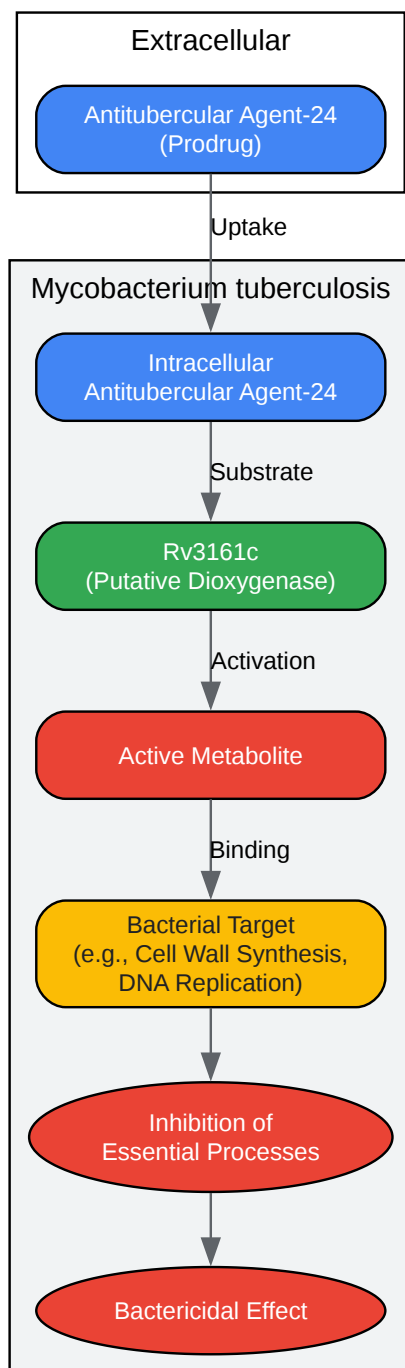 Extracellular
Antitubercular Agent-24
(Prodrug)
Uptake
Mycobacterium tuberculosis
Intracellular
Antitubercular Agent-24
Substrate
Rv3161c
(Putative Dioxygenase)
Activation
Active Metabolite
Binding
Bacterial Target
(e.g., Cell Wall Synthesis,
DNA Replication)
Inhibition of
Essential Processes
Bactericidal Effect